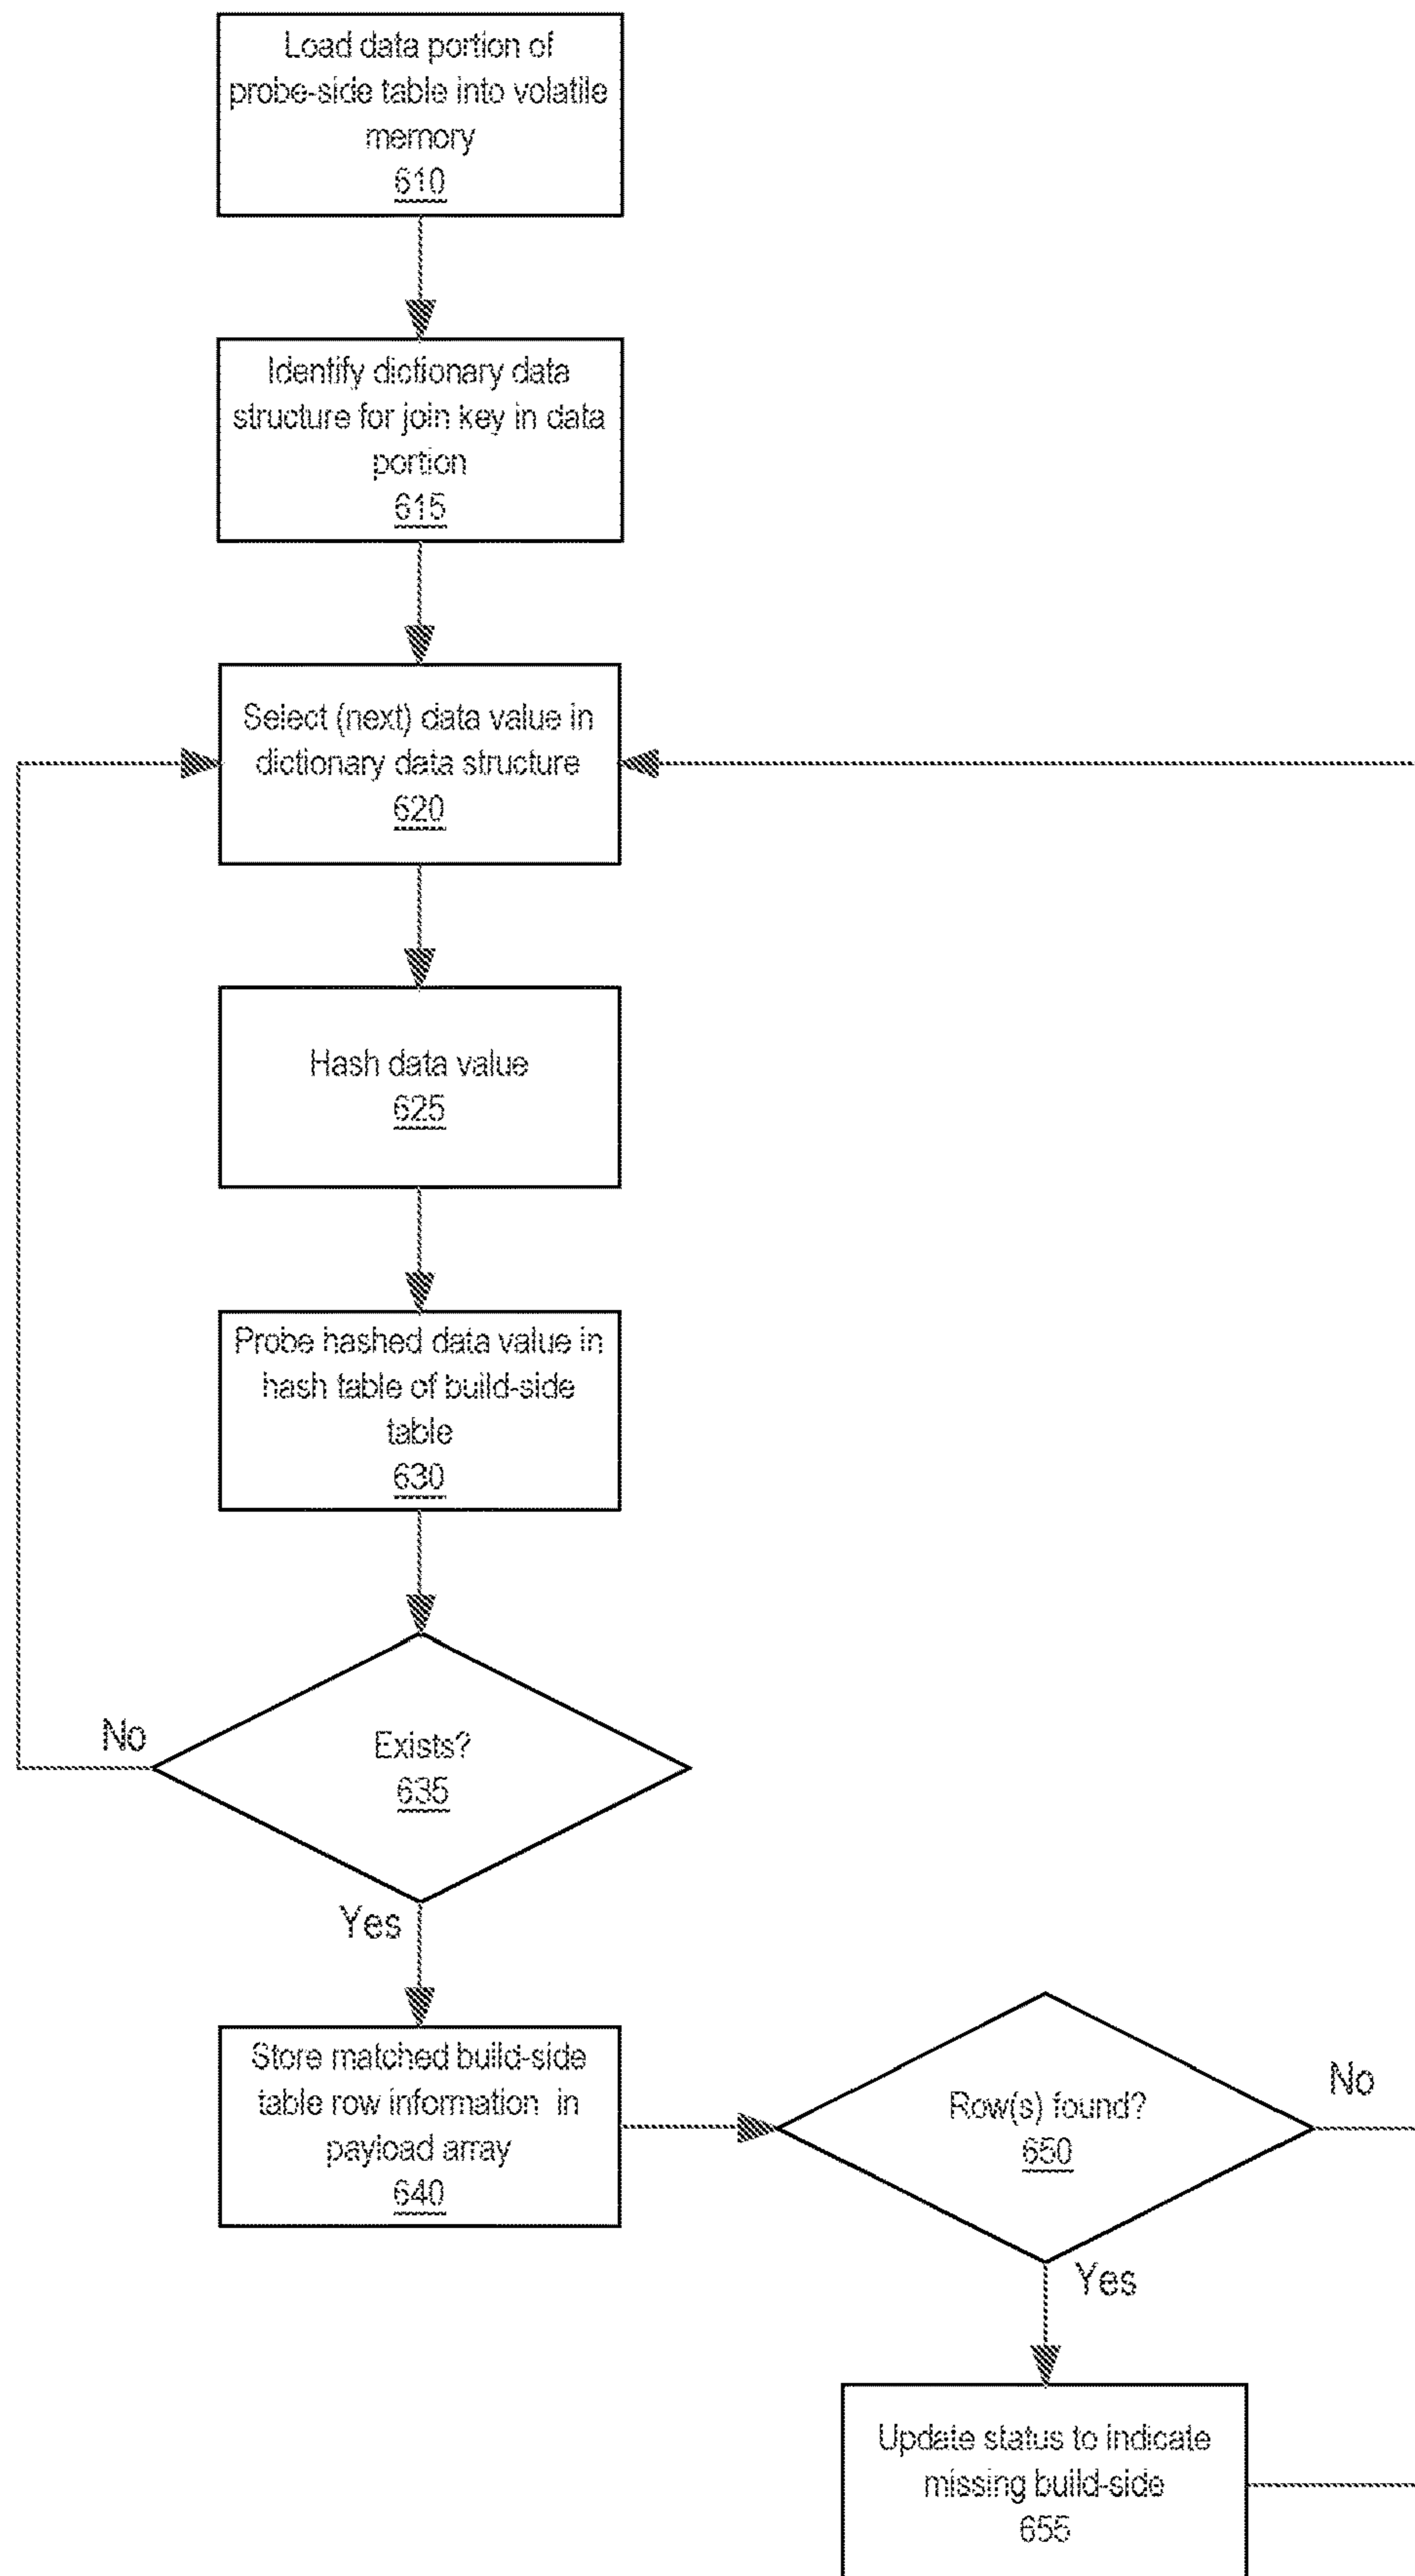 Load data portion of
probe-side table into volatile
memory
610
Identify dictionary data
structure for join key in data
portion
615
Select (next) data value in
dictionary data structure
620
Hash data value
625
Probe hashed data value in
hash table of build-side
table
630
Exists?
635
No
Yes
Store matched build-side
table row information in
payload array
640
Row(s) found?
650
No
Yes
Update status to indicate
missing build-side
655